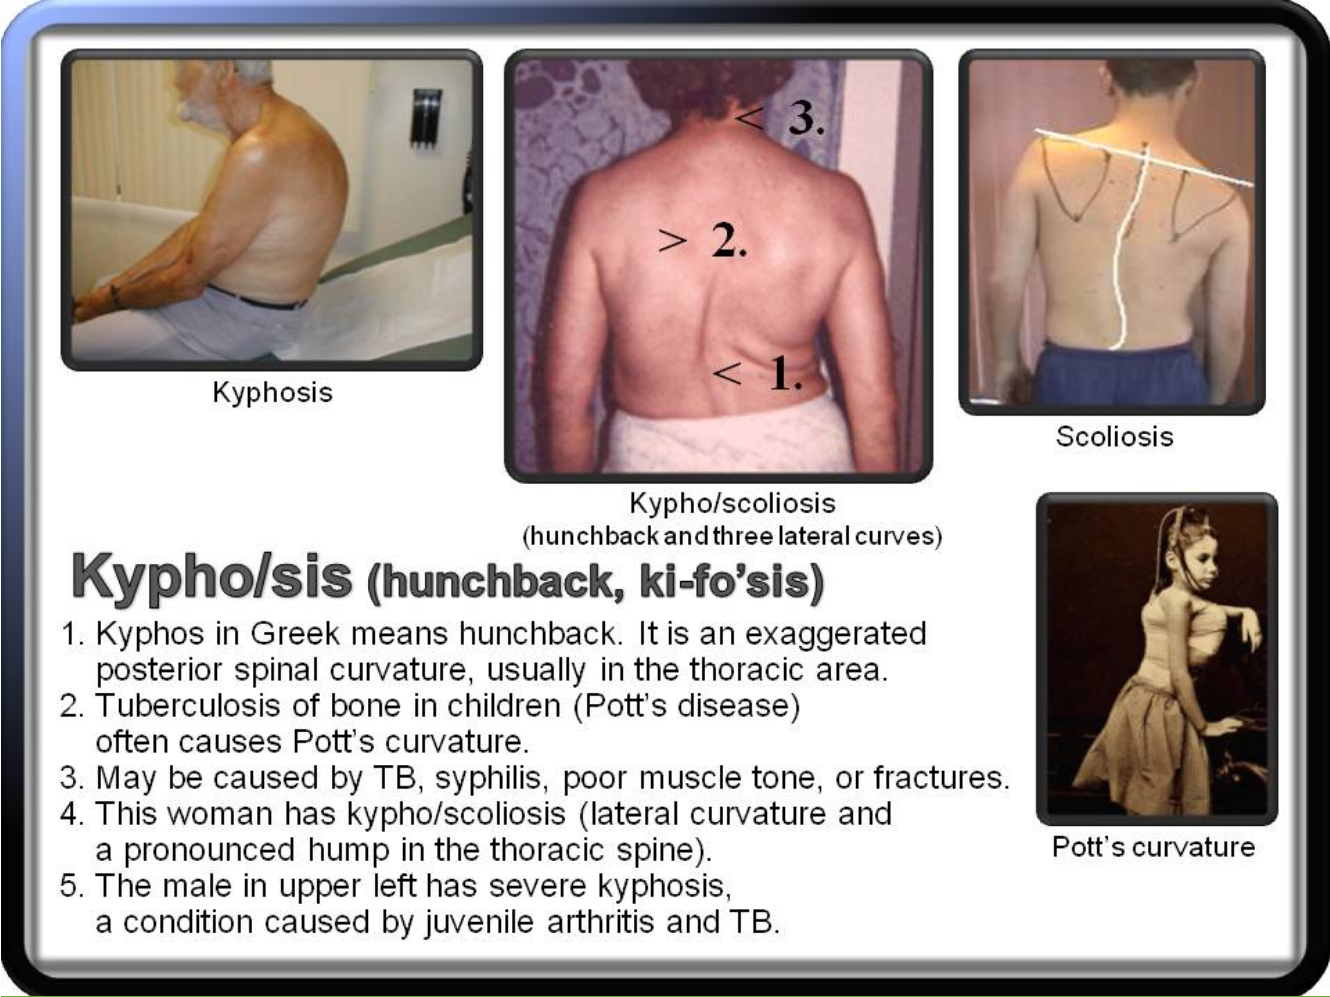 < 3.
> 2.
< 1.
Kyphosis
Scoliosis
Kypho/scoliosis
(hunchback and three lateral curves)
Kypho/sis (hunchback, ki-fo’sis)
1. Kyphos in Greek means hunchback. It is an exaggerated
posterior spinal curvature, usually in the thoracic area.
2. Tuberculosis of bone in children (Pott’s disease)
often causes Pott’s curvature.
3. May be caused by TB, syphilis, poor muscle tone, or fractures.
4. This woman has kypho/scoliosis (lateral curvature and
a pronounced hump in the thoracic spine).
5. The male in upper left has severe kyphosis,
a condition caused by juvenile arthritis and TB.
Pott’s curvature